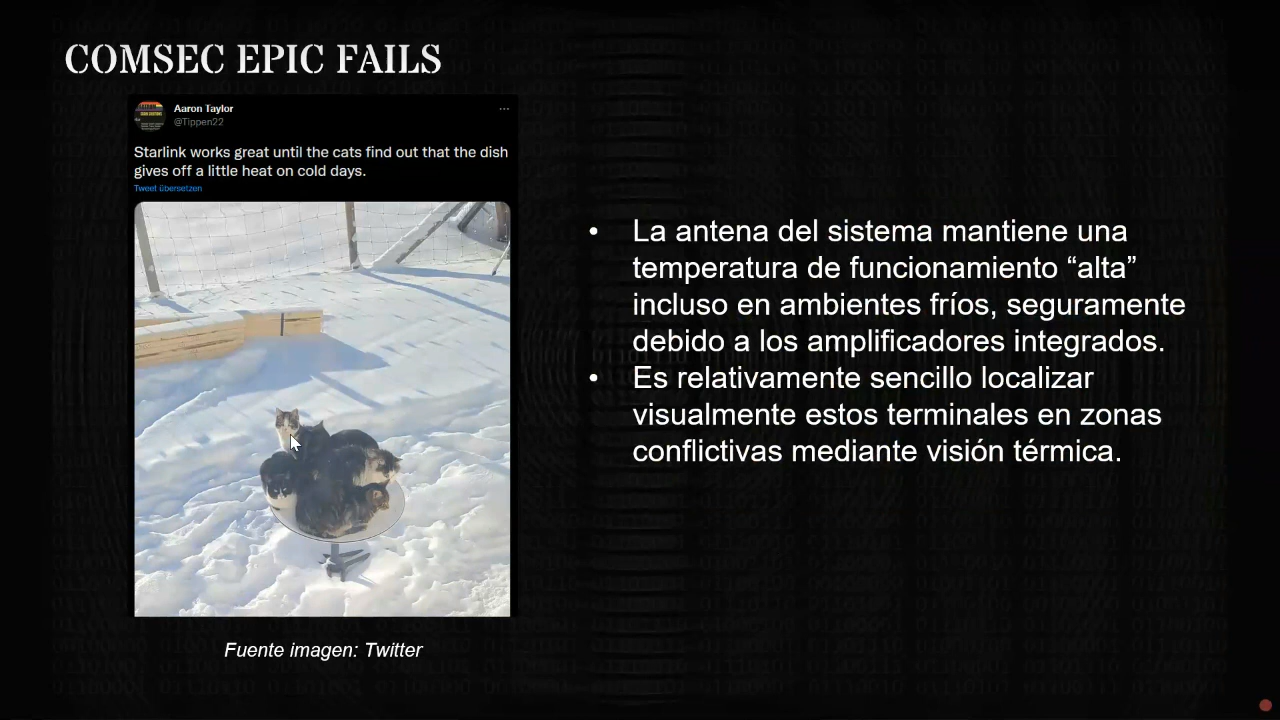 COMSEC EPIC FAILS
Aaron Taylor
@Tippen22
Starlink works great until the cats find out that the dish
gives off a little heat on cold days.
Tweet übersetzen
• La antena del sistema mantiene una
temperatura de funcionamiento “alta”
incluso en ambientes fríos, seguramente
debido a los amplificadores integrados.
• Es relativamente sencillo localizar
visualmente estos terminales en zonas
conflictivas mediante visión térmica.
Fuente imagen: Twitter